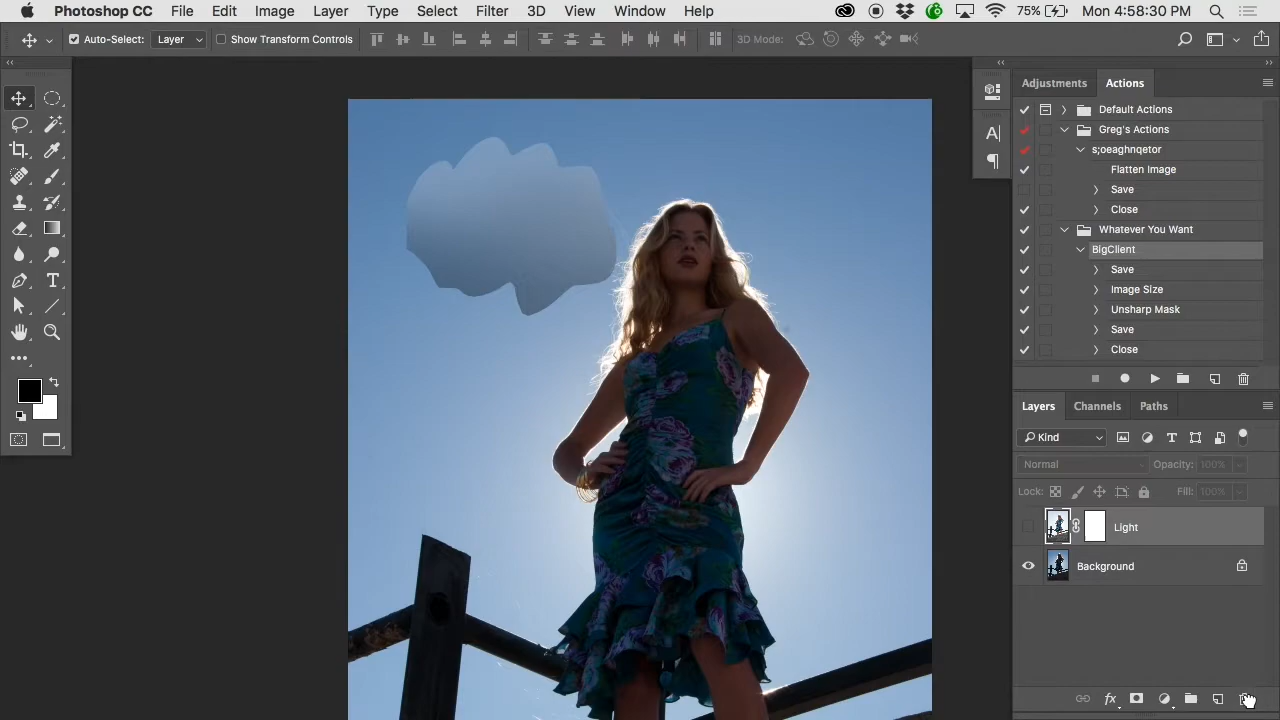 Photoshop CC File Edit Image Layer Type Select Filter 3D View Window Help 75% Mon 4:58:30 PM
Auto-Select: Layer Show Transform Controls 3D Mode:
Adjustments Actions
Default Actions
Greg's Actions
s;oeaghnqetor
Flatten Image
Save
Close
Whatever You Want
BigClient
Save
Image Size
Unsharp Mask
Save
Close
Layers Channels Paths
Kind
Normal Opacity: 100%
Lock: Fill: 100%
Light
Background